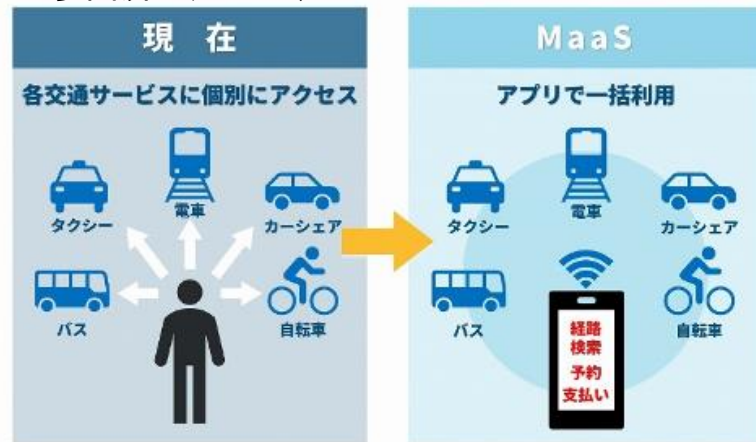 現 在
各交通サービスに個別にアクセス
タクシー
電車
カーシェア
バス
自転車
MaaS
アプリで一括利用
タクシー
電車
カーシェア
バス
自転車
経路
検索
予約
支払い